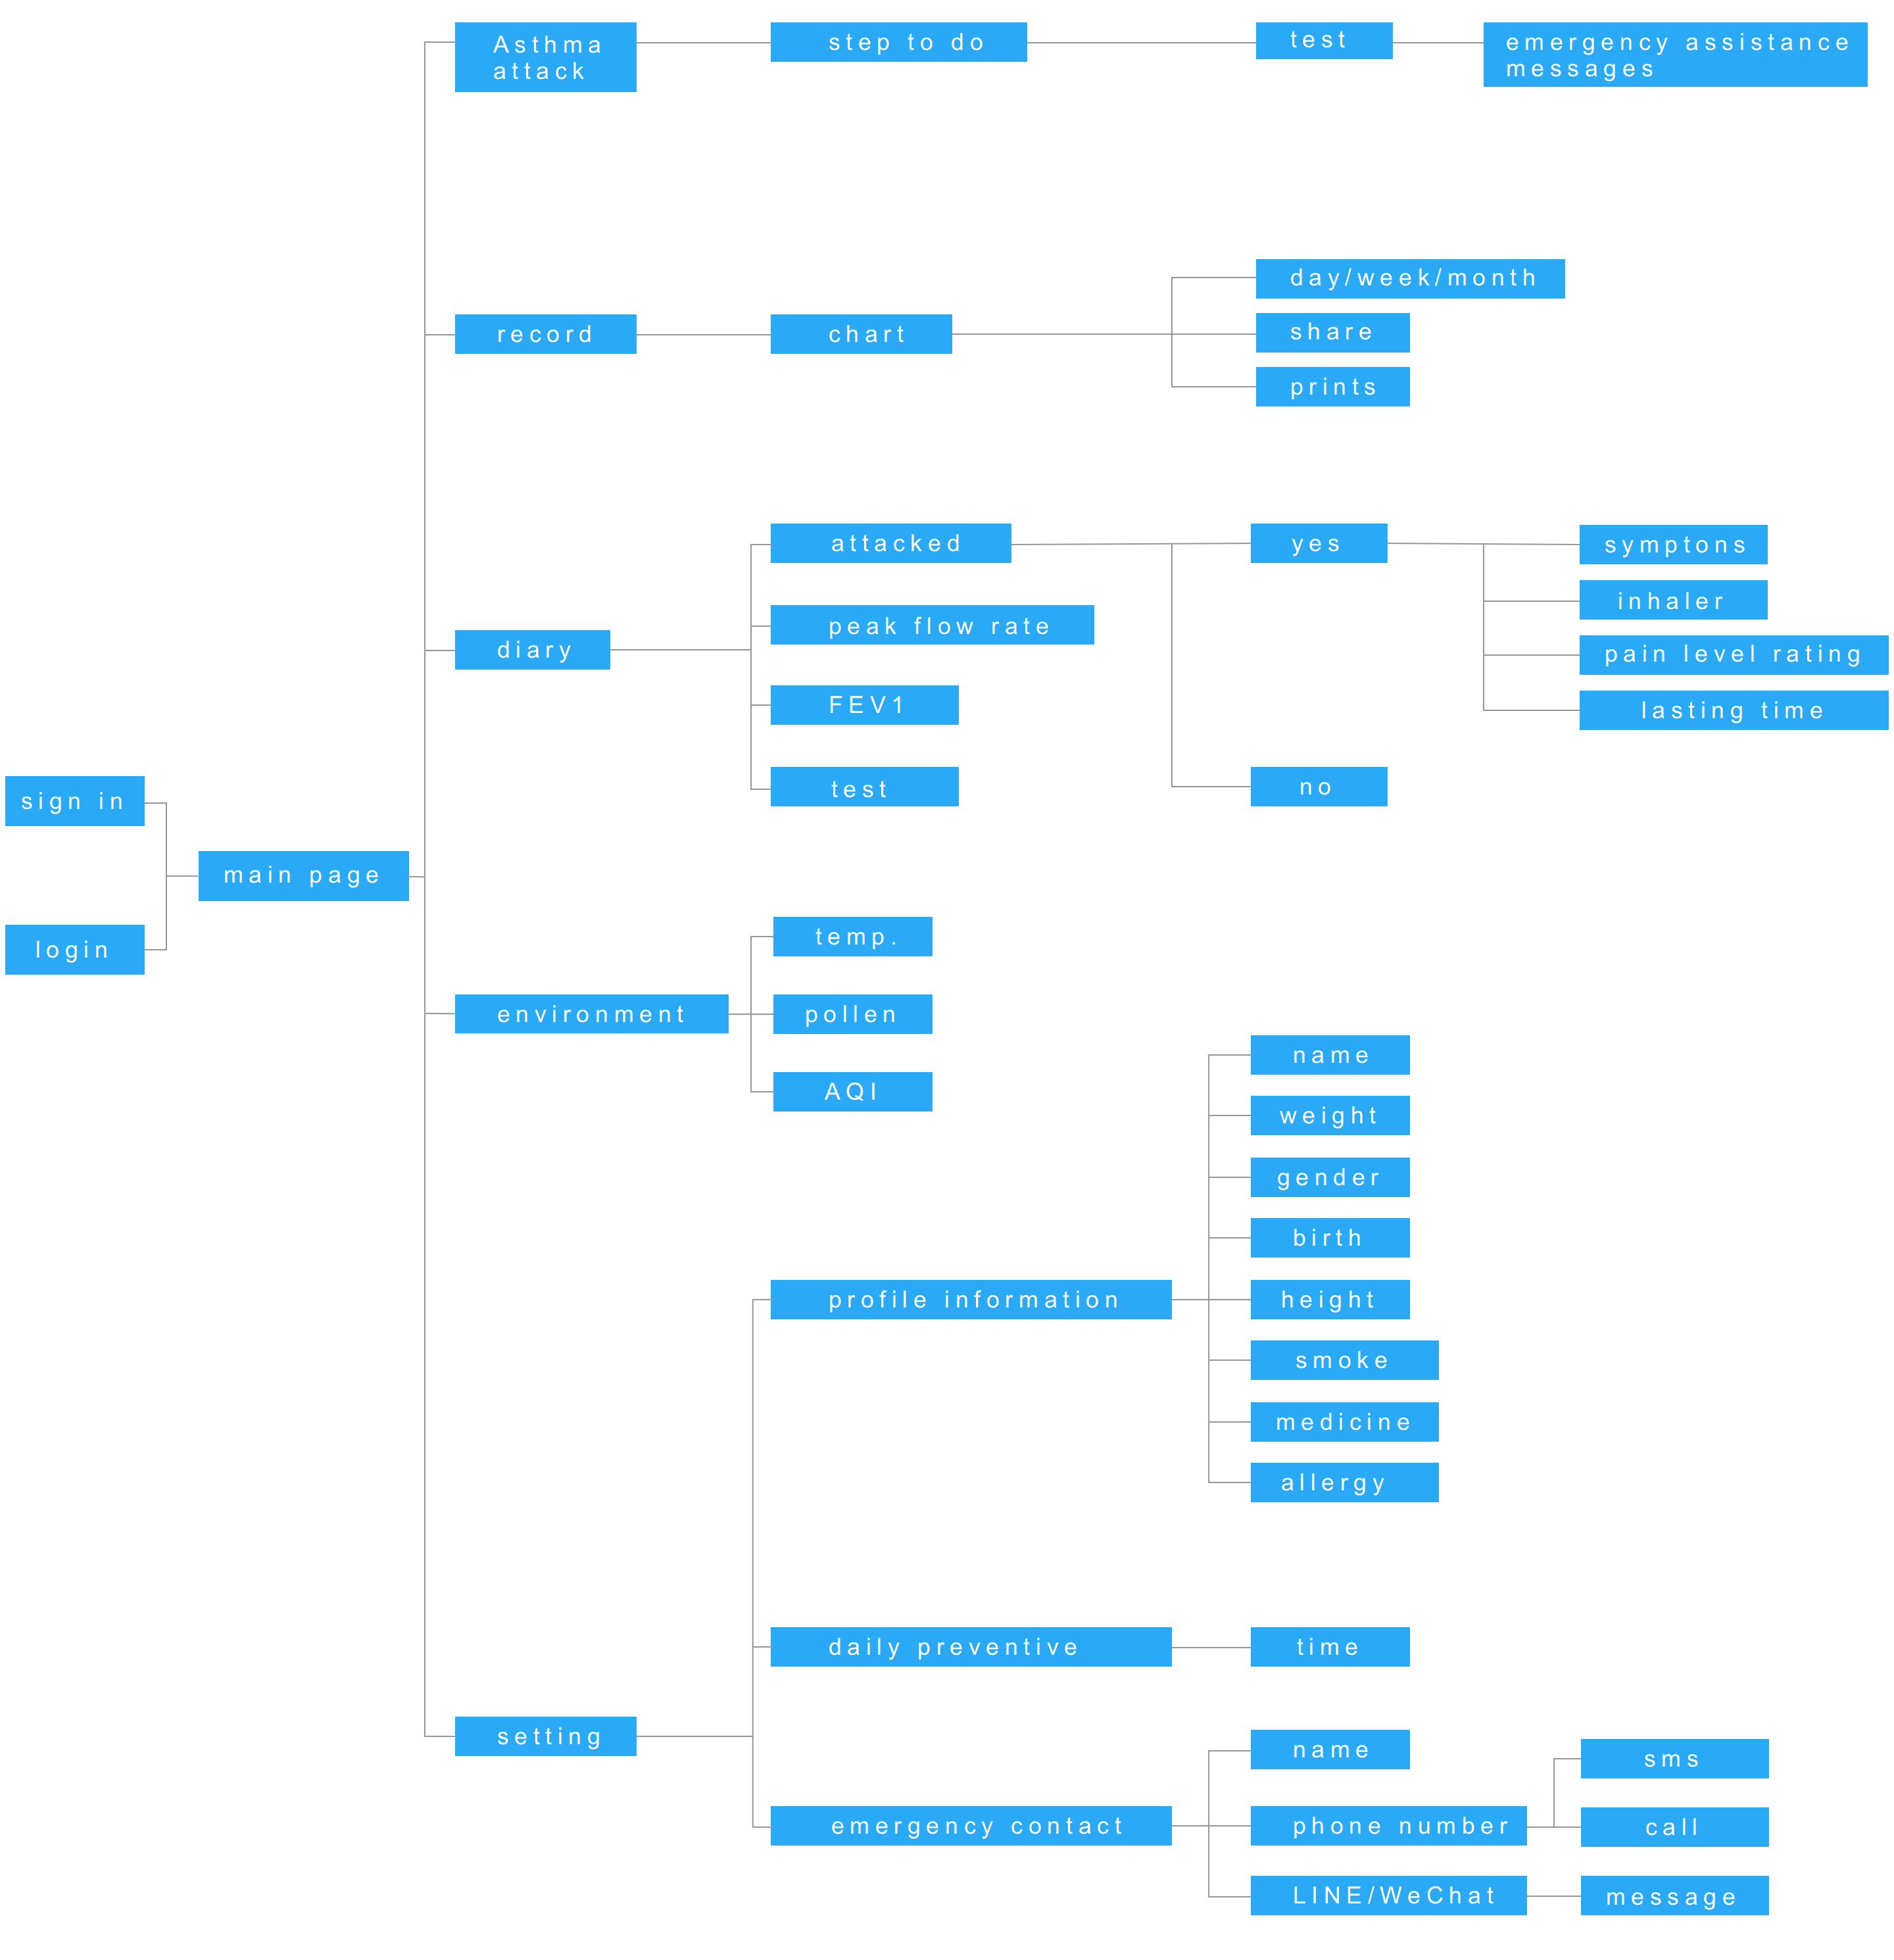 Asthma
attack
step to do
test
emergency assistance
messages
record
chart
day/week/month
share
prints
diary
attacked
yes
symptons
inhaler
pain level rating
lasting time
no
peak flow rate
FEV1
test
sign in
login
main page
environment
temp.
pollen
AQI
setting
profile information
name
weight
gender
birth
height
smoke
medicine
allergy
daily preventive
time
emergency contact
name
phone number
sms
call
LINE/WeChat
message